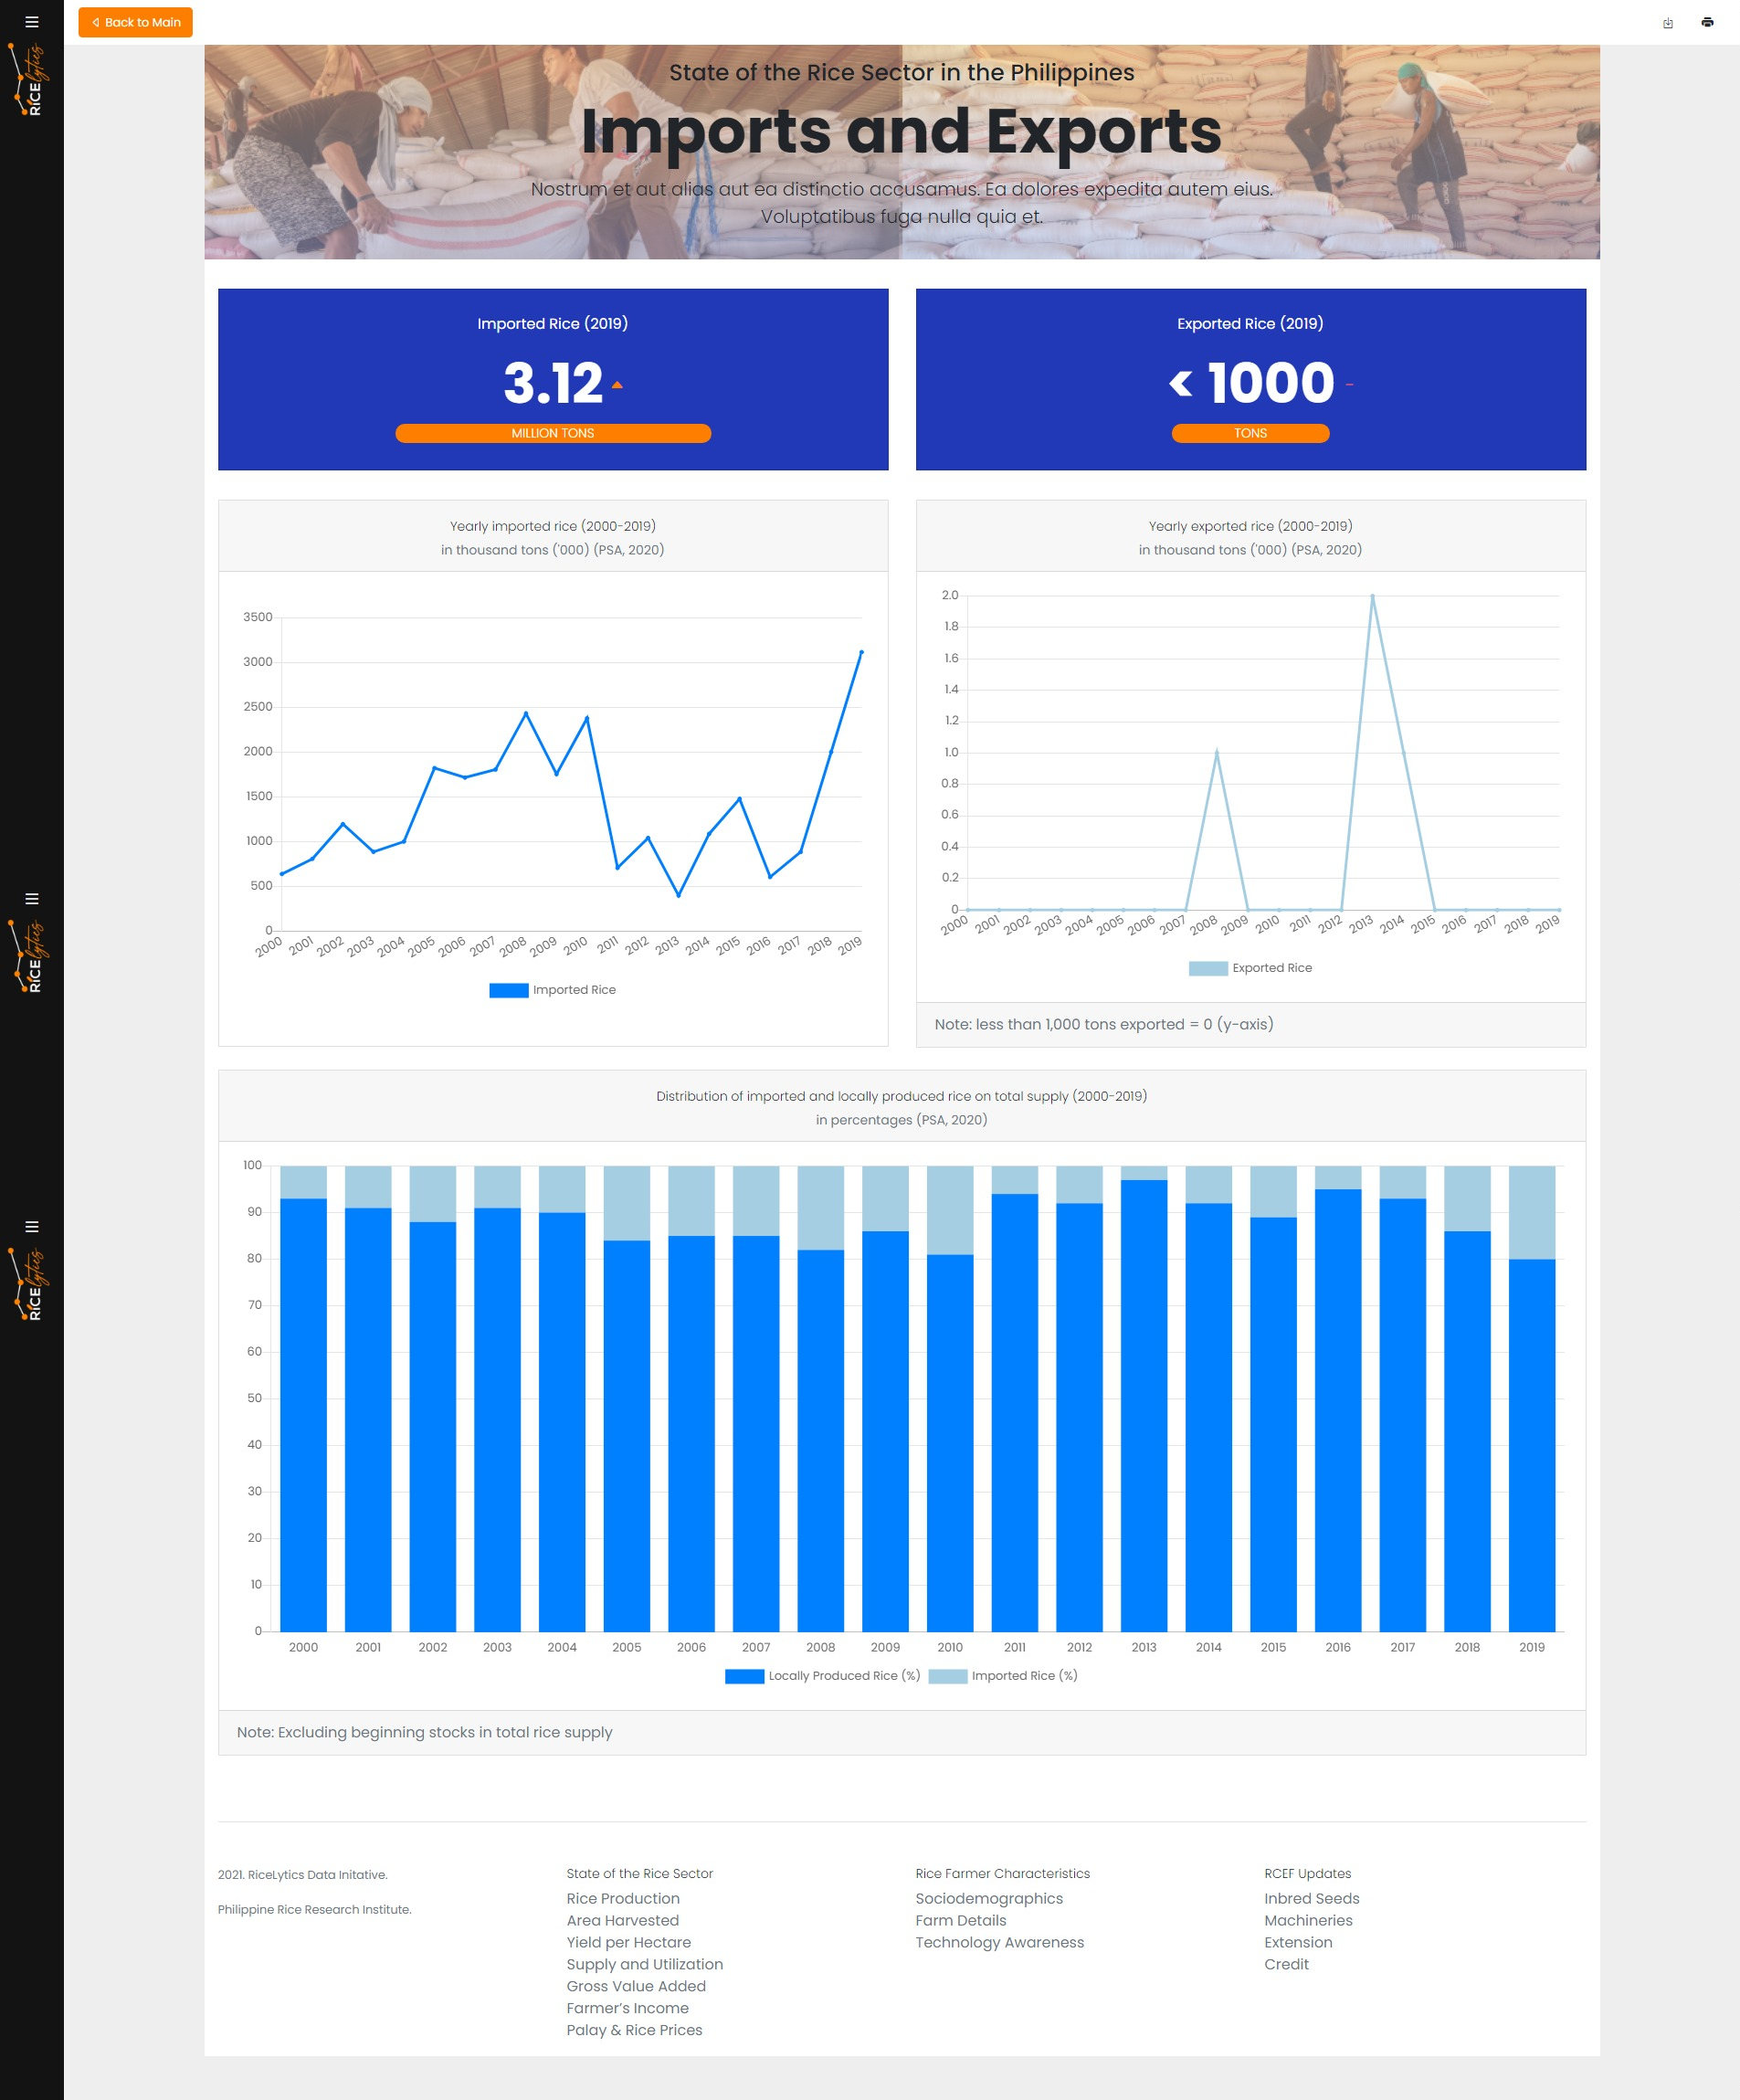 Back to Main
RiCElytics
State of the Rice Sector in the Philippines
Imports and Exports
Nostrum et aut alias aut ea distinctio accusamus. Ea dolores expedita autem eius.
Voluptatibus fuga nulla quia et.
Imported Rice (2019)
3.12
MILLION TONS
Exported Rice (2019)
< 1000 -
TONS
Yearly imported rice (2000-2019)
in thousand tons ('000) (PSA, 2020)
3500
3000
2500
2000
1500
1000
500
0
2000 2001 2002 2003 2004 2005 2006 2007 2008 2009 2010 2011 2012 2013 2014 2015 2016 2017 2018 2019
Imported Rice
Yearly exported rice (2000-2019)
in thousand tons ('000) (PSA, 2020)
2.0
1.8
1.6
1.4
1.2
1.0
0.8
0.6
0.4
0.2
0
2000 2001 2002 2003 2004 2005 2006 2007 2008 2009 2010 2011 2012 2013 2014 2015 2016 2017 2018 2019
Exported Rice
Note: less than 1,000 tons exported = 0 (y-axis)
RiCElytics
Distribution of imported and locally produced rice on total supply (2000-2019)
in percentages (PSA, 2020)
100
90
80
70
60
50
40
30
20
10
0
2000 2001 2002 2003 2004 2005 2006 2007 2008 2009 2010 2011 2012 2013 2014 2015 2016 2017 2018 2019
Locally Produced Rice (%) Imported Rice (%)
RiCElytics
Note: Excluding beginning stocks in total rice supply
2021. RiceLytics Data Initative.
Philippine Rice Research Institute.
State of the Rice Sector
Rice Production
Area Harvested
Yield per Hectare
Supply and Utilization
Gross Value Added
Farmer's Income
Palay & Rice Prices
Rice Farmer Characteristics
Sociodemographics
Farm Details
Technology Awareness
RCEF Updates
Inbred Seeds
Machineries
Extension
Credit